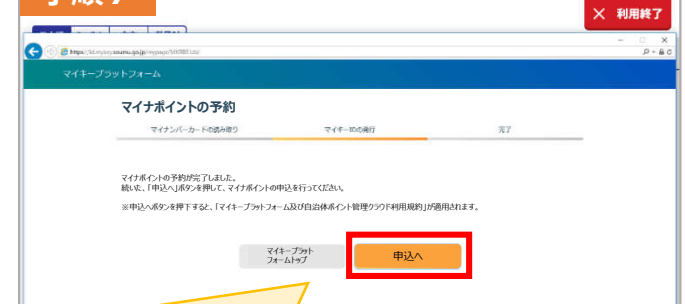 手順9
× 利用終了
マイキープラットフォーム
マイナポイントの予約
マイナンバーカードの読み取り
マイキーIDの発行
完了
マイナポイントの予約が完了しました。
続いた、「申込へ」ボタンを押して、マイナポイントの申込を行ってください。
※申込へボタンを押下すると、「マイキープラットフォーム及び自治体ポイント管理クラウド利用規約」が適用されます。
マイキープラット
フォームトップ
申込へ